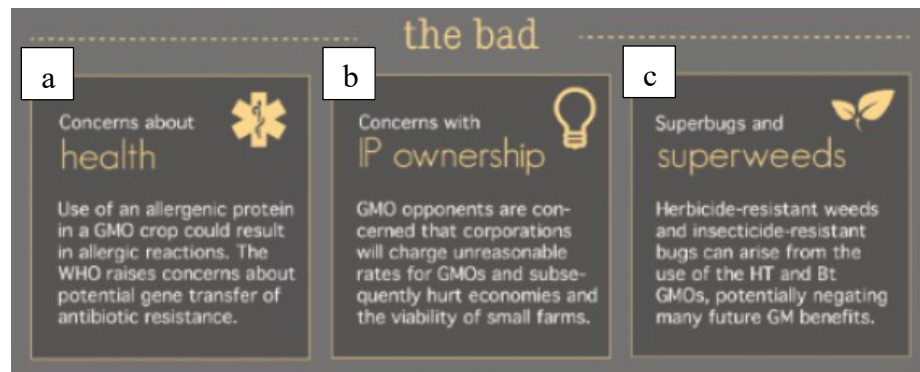 the bad
a
Concerns about
health
Use of an allergenic protein
in a GMO crop could result
in allergic reactions. The
WHO raises concerns about
potential gene transfer of
antibiotic resistance.
b
Concerns with
IP ownership
GMO opponents are con-
cerned that corporations
will charge unreasonable
rates for GMOs and subse-
quently hurt economies and
the viability of small farms.
c
Superbugs and
superweeds
Herbicide-resistant weeds
and insecticide-resistant
bugs can arise from the
use of the HT and Bt
GMOs, potentially negating
many future GM benefits.